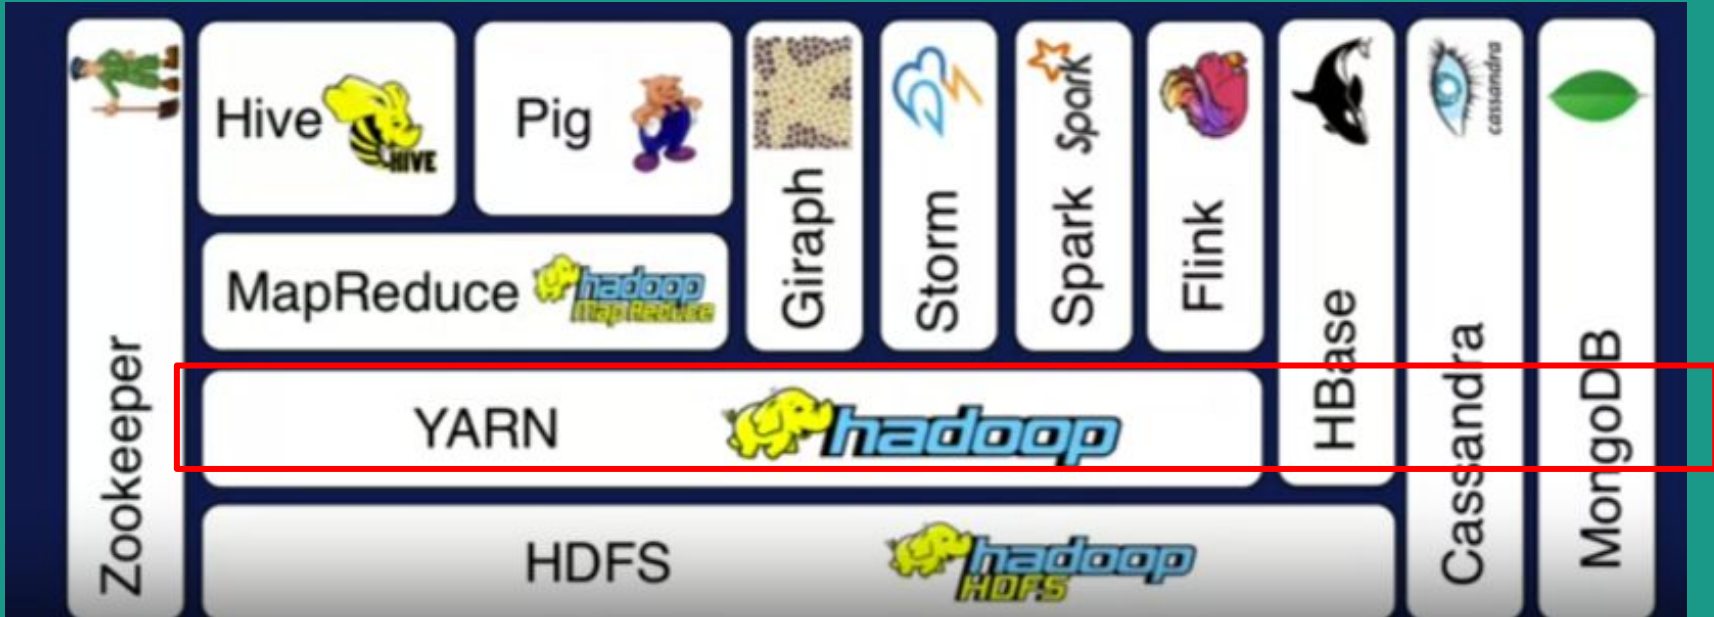 Zookeeper
Hive
HIVE
Pig
Giraph
Storm
Spark
Spark
Flink
HBase
cassandra
Cassandra
MongoDB
MapReduce
hadoop
Map Reduce
YARN
hadoop
HDFS
hadoop
HDFS